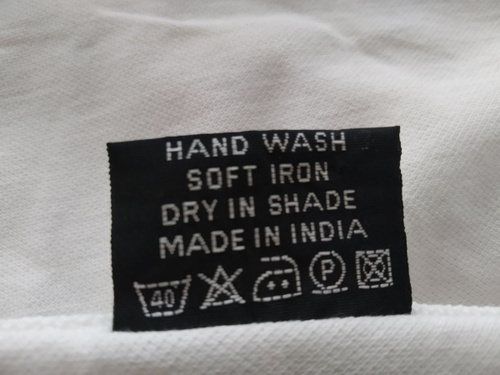 HAND WASH
SOFT IRON
DRY IN SHADE
MADE IN INDIA
40 P